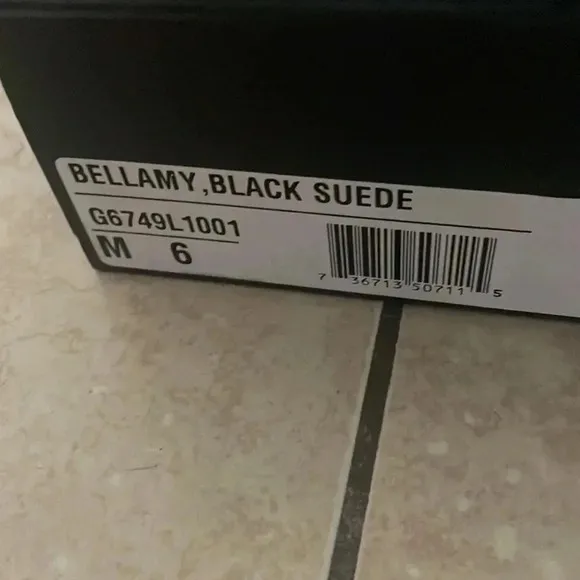 BELLAMY,BLACK SUEDE
G6749L1001
M 6
7 36713 50711 5